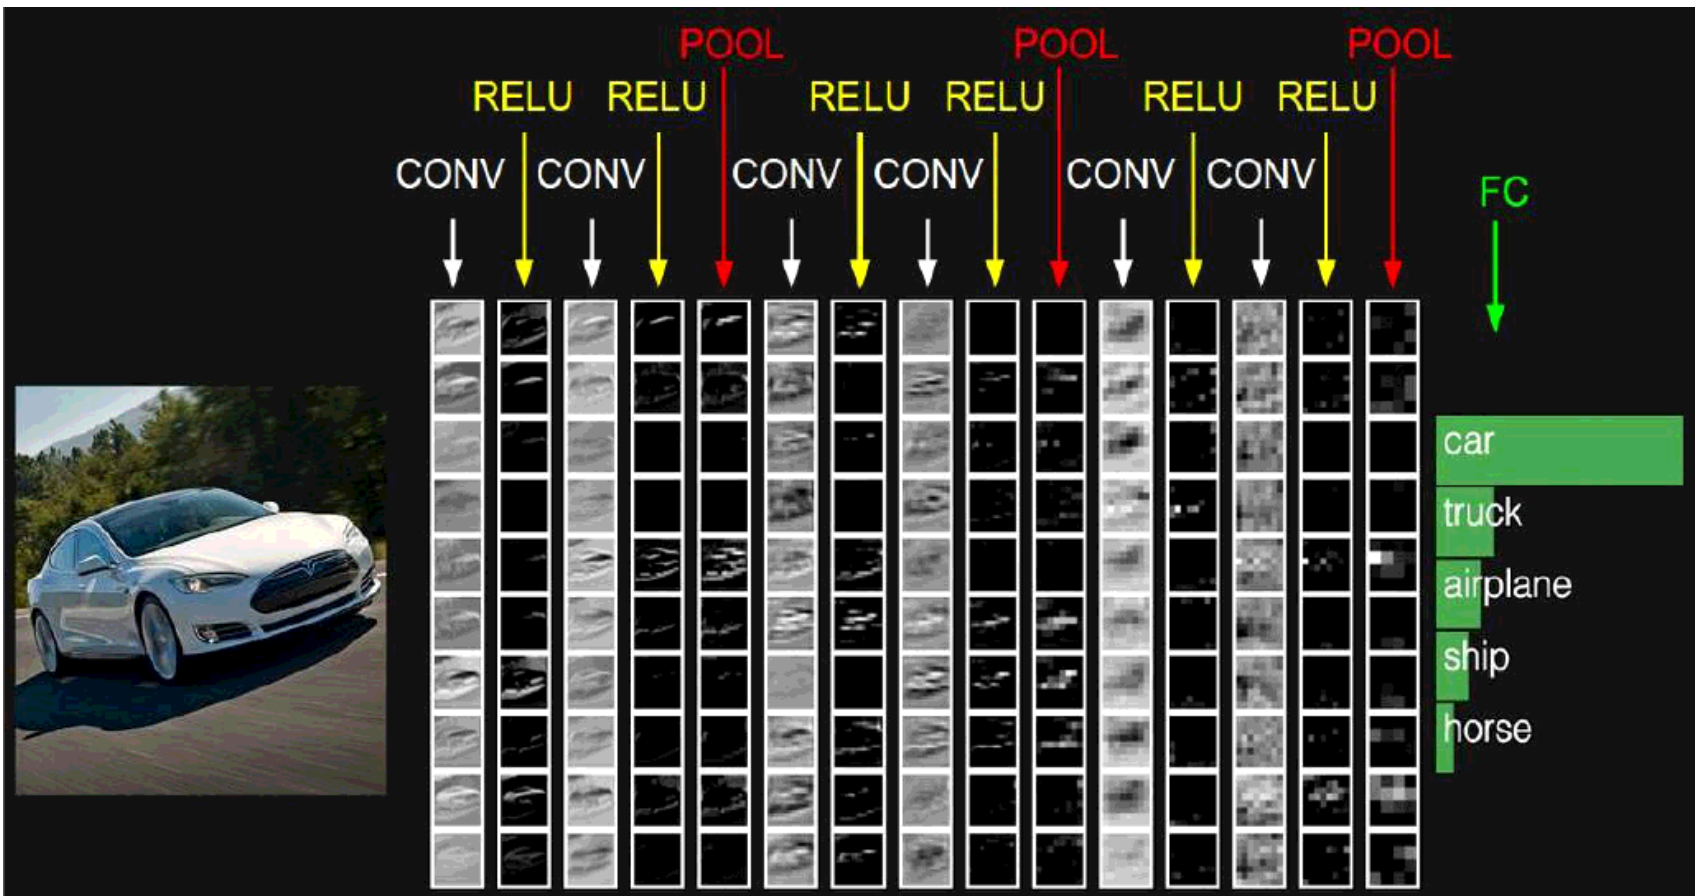 POOL POOL POOL
RELU RELU RELU RELU RELU RELU
CONV CONV CONV CONV CONV CONV
FC
car
truck
airplane
ship
horse